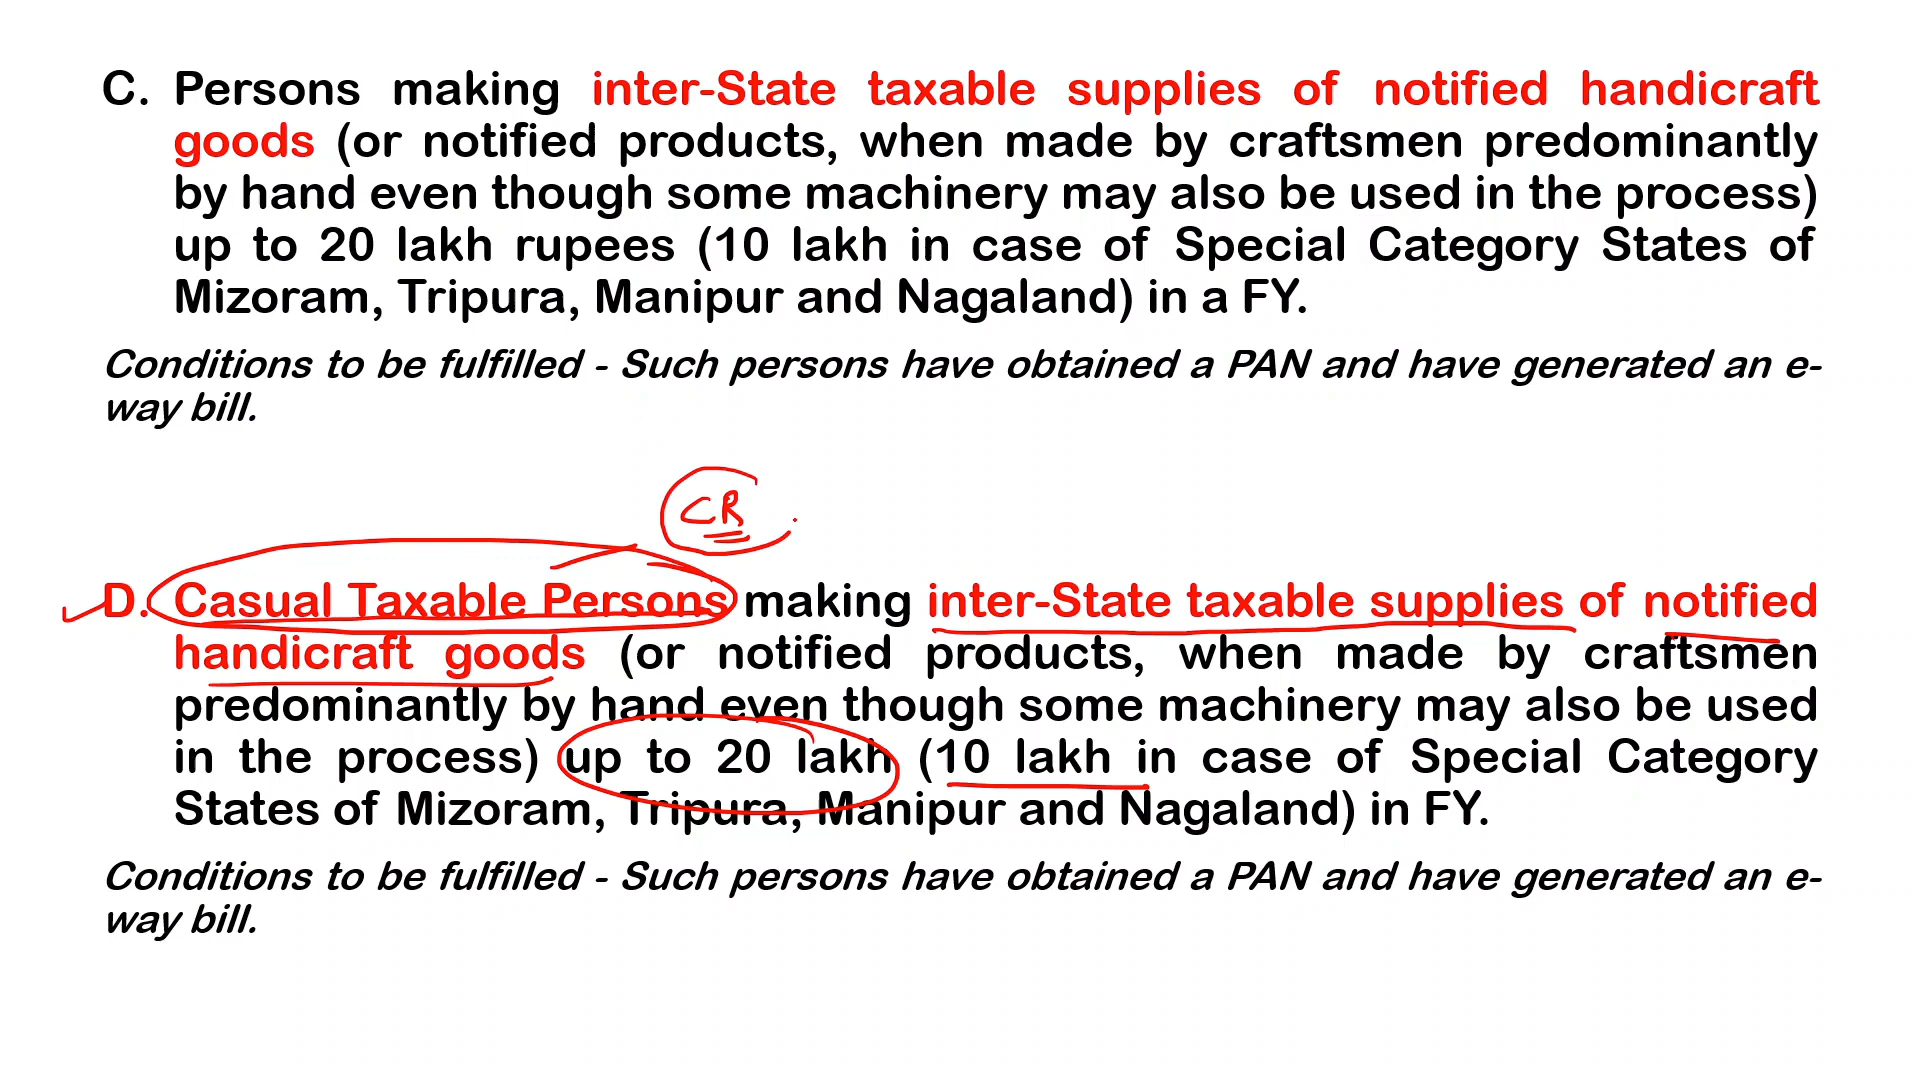 C. Persons making inter-State taxable supplies of notified handicraft
goods (or notified products, when made by craftsmen predominantly
by hand even though some machinery may also be used in the process)
up to 20 lakh rupees (10 lakh in case of Special Category States of
Mizoram, Tripura, Manipur and Nagaland) in a FY.
Conditions to be fulfilled - Such persons have obtained a PAN and have generated an e-
way bill.
CR
D. Casual Taxable Persons making inter-State taxable supplies of notified
handicraft goods (or notified products, when made by craftsmen
predominantly by hand even though some machinery may also be used
in the process) up to 20 lakh (10 lakh in case of Special Category
States of Mizoram, Tripura, Manipur and Nagaland) in FY.
Conditions to be fulfilled - Such persons have obtained a PAN and have generated an e-
way bill.